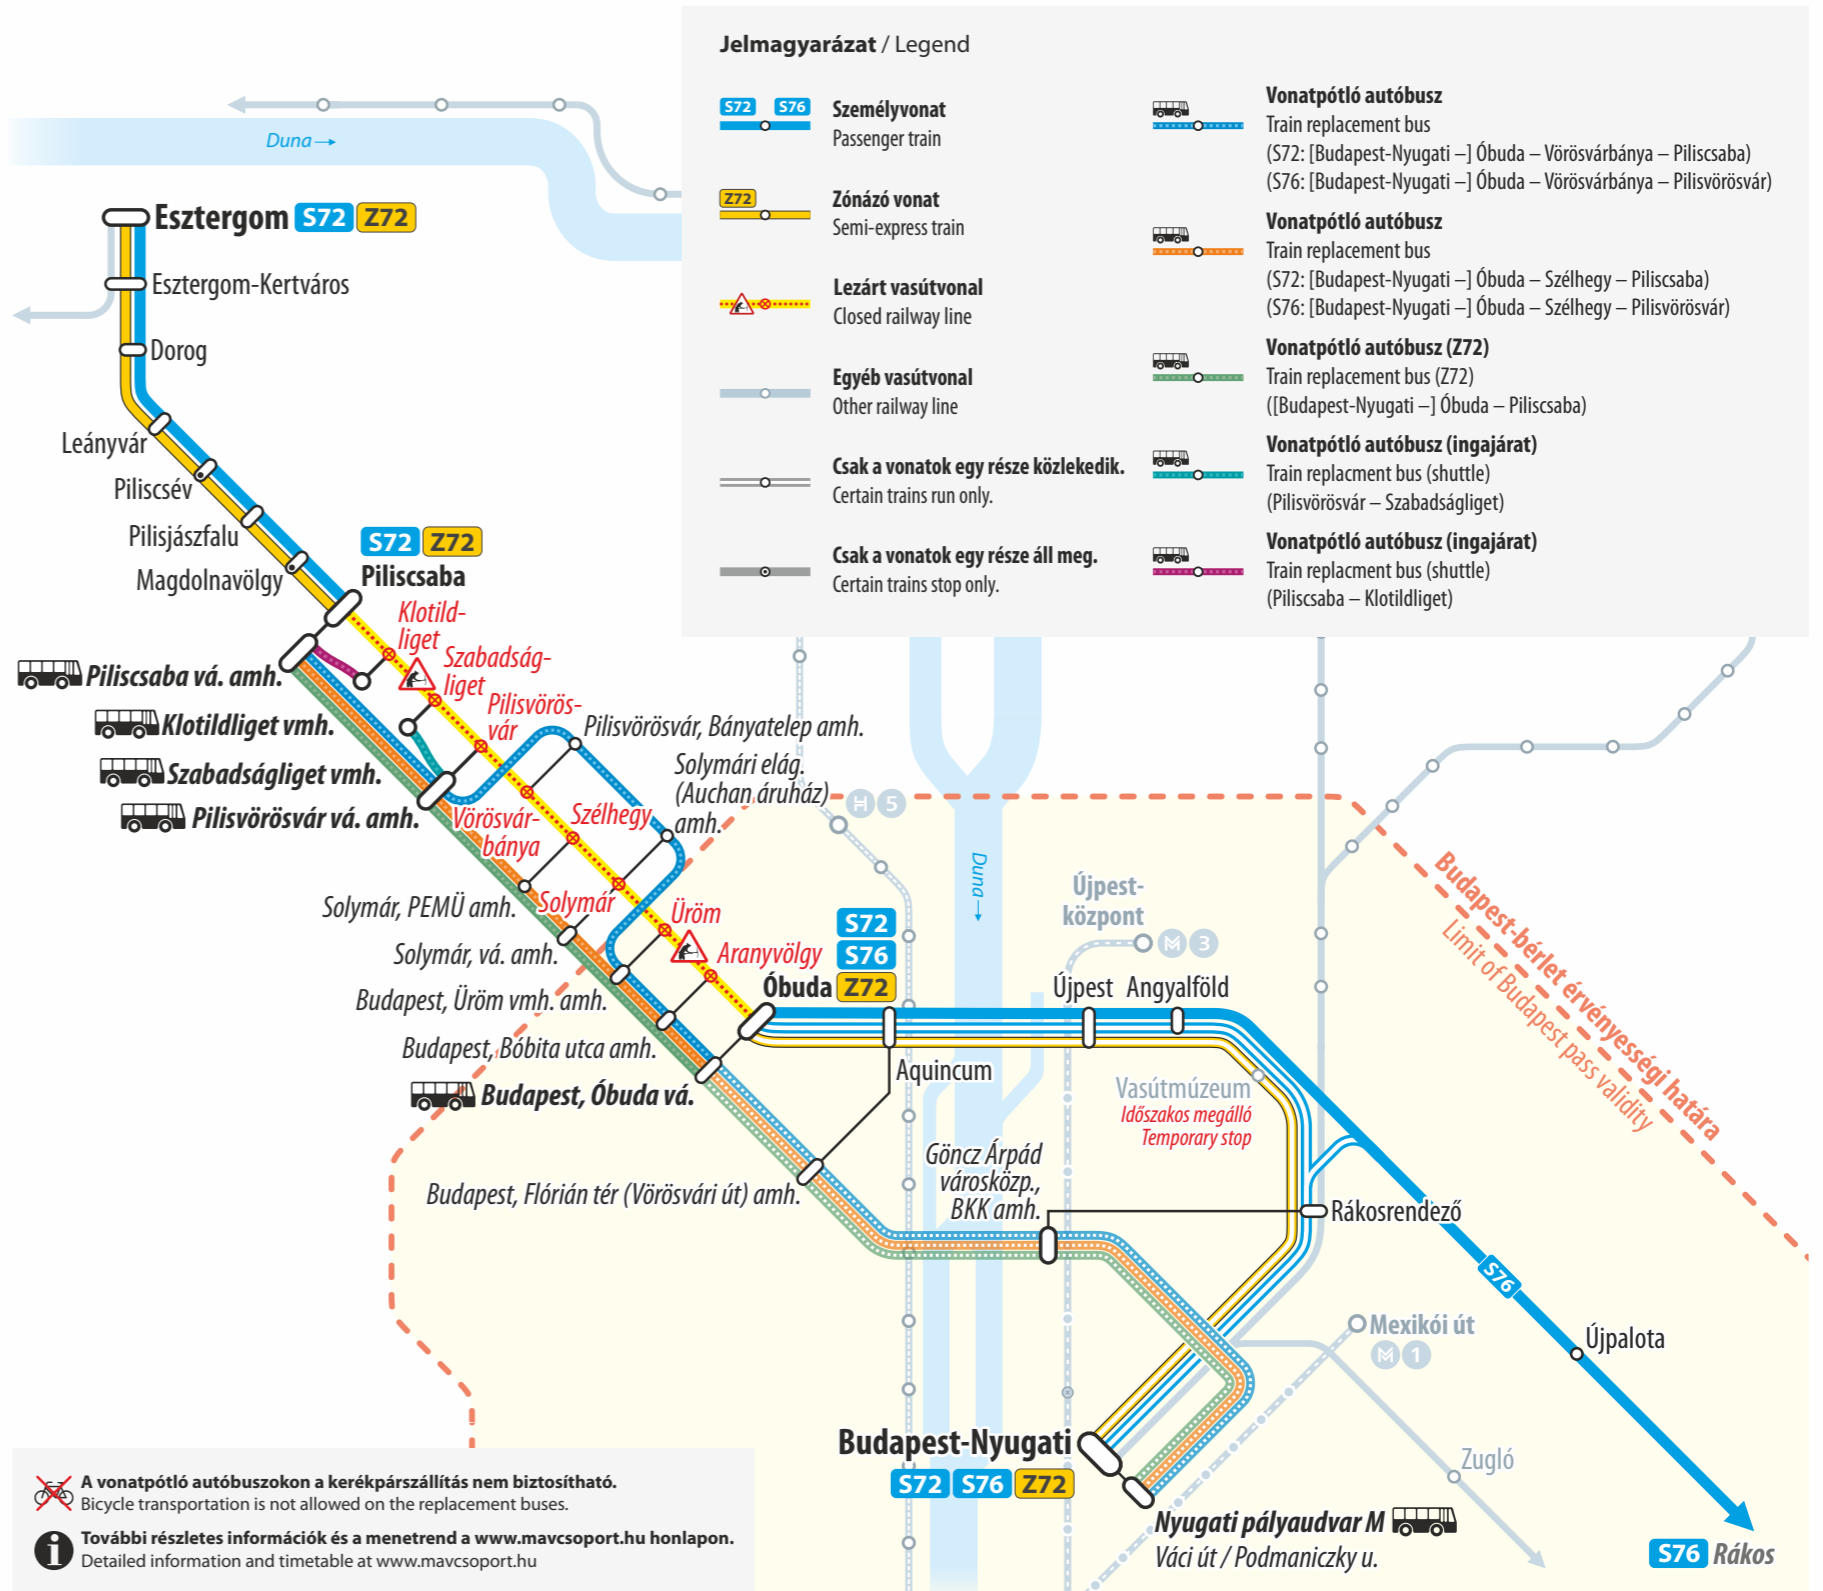 Jelmagyarázat / Legend
S72 S76
Személyvonat
Passenger train
Z72
Zónázó vonat
Semi-express train
Lezárt vasútvonal
Closed railway line
Egyéb vasútvonal
Other railway line
Csak a vonatok egy része közlekedik.
Certain trains run only.
Csak a vonatok egy része áll meg.
Certain trains stop only.
Vonatpótló autóbusz
Train replacement bus
(S72: [Budapest-Nyugati –] Óbuda – Vörösvárbánya – Piliscsaba)
(S76: [Budapest-Nyugati –] Óbuda – Vörösvárbánya – Pilisvörösvár)
Vonatpótló autóbusz
Train replacement bus
(S72: [Budapest-Nyugati –] Óbuda – Szélhegy – Piliscsaba)
(S76: [Budapest-Nyugati –] Óbuda – Szélhegy – Pilisvörösvár)
Vonatpótló autóbusz (Z72)
Train replacement bus (Z72)
([Budapest-Nyugati –] Óbuda – Piliscsaba)
Vonatpótló autóbusz (ingajárat)
Train replacment bus (shuttle)
(Pilisvörösvár – Szabadságliget)
Vonatpótló autóbusz (ingajárat)
Train replacment bus (shuttle)
(Piliscsaba – Klotildliget)
Duna →
Esztergom S72 Z72
Esztergom-Kertváros
Dorog
Leányvár
Piliscsév
Pilisjászfalu
Magdolnavölgy
S72 Z72
Piliscsaba
Klotild-
liget
Szabadság-
liget
Pilisvörös-
vár
Piliscsaba vá. amh.
Klotildliget vmh.
Szabadságliget vmh.
Pilisvörösvár vá. amh.
Pilisvörösvár, Bányatelep amh.
Solymári elág.
(Auchan áruház)
amh.
H 5
Vörösvár-
bánya
Szélhegy
Solymár, PEMÜ amh.
Solymár
Solymár, vá. amh.
Üröm
Budapest, Üröm vmh. amh.
Aranyvölgy
Budapest, Bóbita utca amh.
Budapest, Óbuda vá.
S72
S76
Óbuda Z72
Duna →
Újpest-
központ
M 3
Újpest
Angyalföld
Aquincum
Vasútmúzeum
Időszakos megálló
Temporary stop
Budapest-bérlet érvényességi határa
Limit of Budapest pass validity
Göncz Árpád
városközp.,
BKK amh.
Budapest, Flórián tér (Vörösvári út) amh.
Rákosrendező
S76
Mexikói út
M 1
Újpalota
Zugló
Budapest-Nyugati
S72 S76 Z72
Nyugati pályaudvar M
Váci út / Podmaniczky u.
S76 Rákos
A vonatpótló autóbuszokon a kerékpárszállítás nem biztosítható.
Bicycle transportation is not allowed on the replacement buses.
További részletes információk és a menetrend a www.mavcsoport.hu honlapon.
Detailed information and timetable at www.mavcsoport.hu